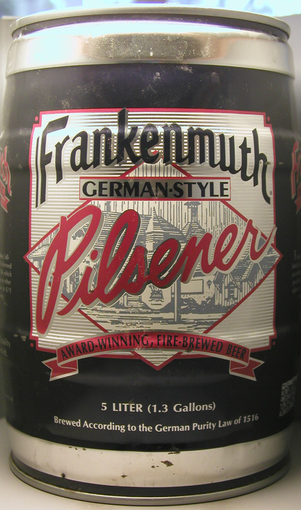 Frankenmuth
GERMAN-STYLE
Pilsener
AWARD-WINNING, FIRE-BREWED BEER
5 LITER (1.3 Gallons)
Brewed According to the German Purity Law of 1516